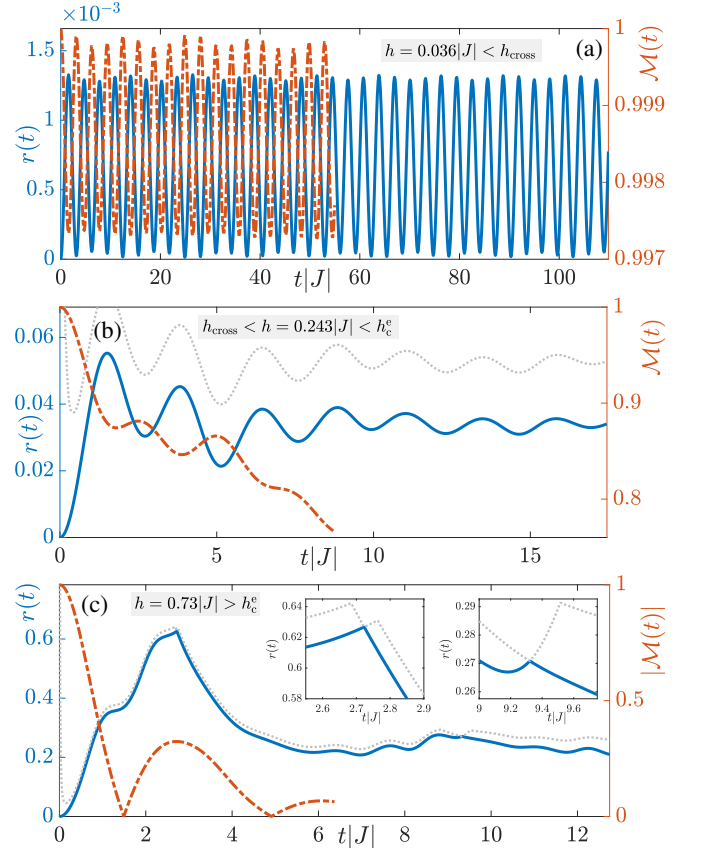 ×10⁻³
1.5
1
0.5
0
r(t)
h = 0.036|J| < h_cross
(a)
1
0.999
0.998
0.997
M(t)
0 20 40 60 80 100
t|J|
0.06
0.04
0.02
0
r(t)
(b)
h_cross < h = 0.243|J| < h_c^e
1
0.9
0.8
M(t)
0 5 10 15
t|J|
0.6
0.4
0.2
0
r(t)
(c)
h = 0.73|J| > h_c^e
0.64
0.62
0.6
0.58
r(t)
2.6 2.7 2.8 2.9
t|J|
0.29
0.28
0.27
0.26
r(t)
9 9.2 9.4 9.6
t|J|
1
0.5
0
|M(t)|
0 2 4 6 8 10 12
t|J|